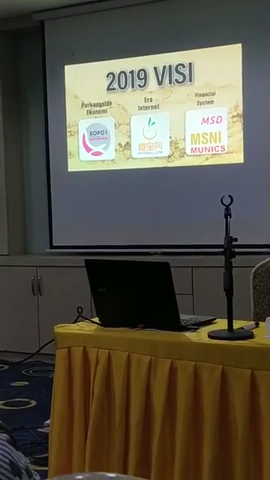 2019 VISI
Perkongsian
Ekonomi
Era
Internet
Financial
System
MSD
MSNI
MUNICS